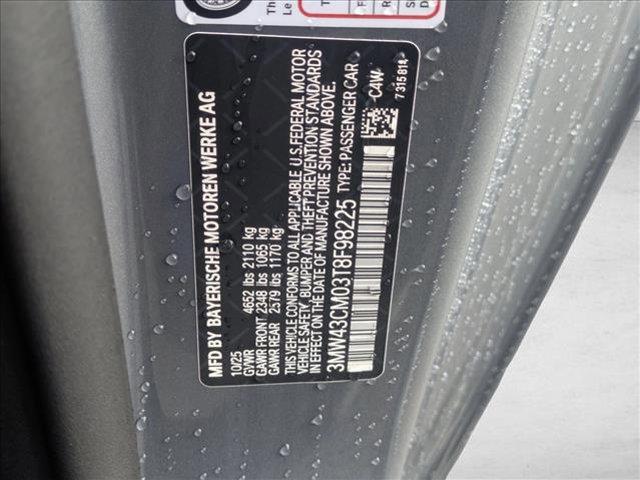 MFD BY BAYERISCHE MOTOREN WERKE AG
10/25
GVWR 4652 lbs 2110 kg
GAWR FRONT 2348 lbs 1065 kg
GAWR REAR 2579 lbs 1170 kg
THIS VEHICLE CONFORMS TO ALL APPLICABLE U.S. FEDERAL MOTOR
VEHICLE SAFETY, BUMPER AND THEFT PREVENTION STANDARDS
IN EFFECT ON THE DATE OF MANUFACTURE SHOWN ABOVE.
3MW43CM03T8F98225 TYPE: PASSENGER CAR
C4W
7315814
Th
Le